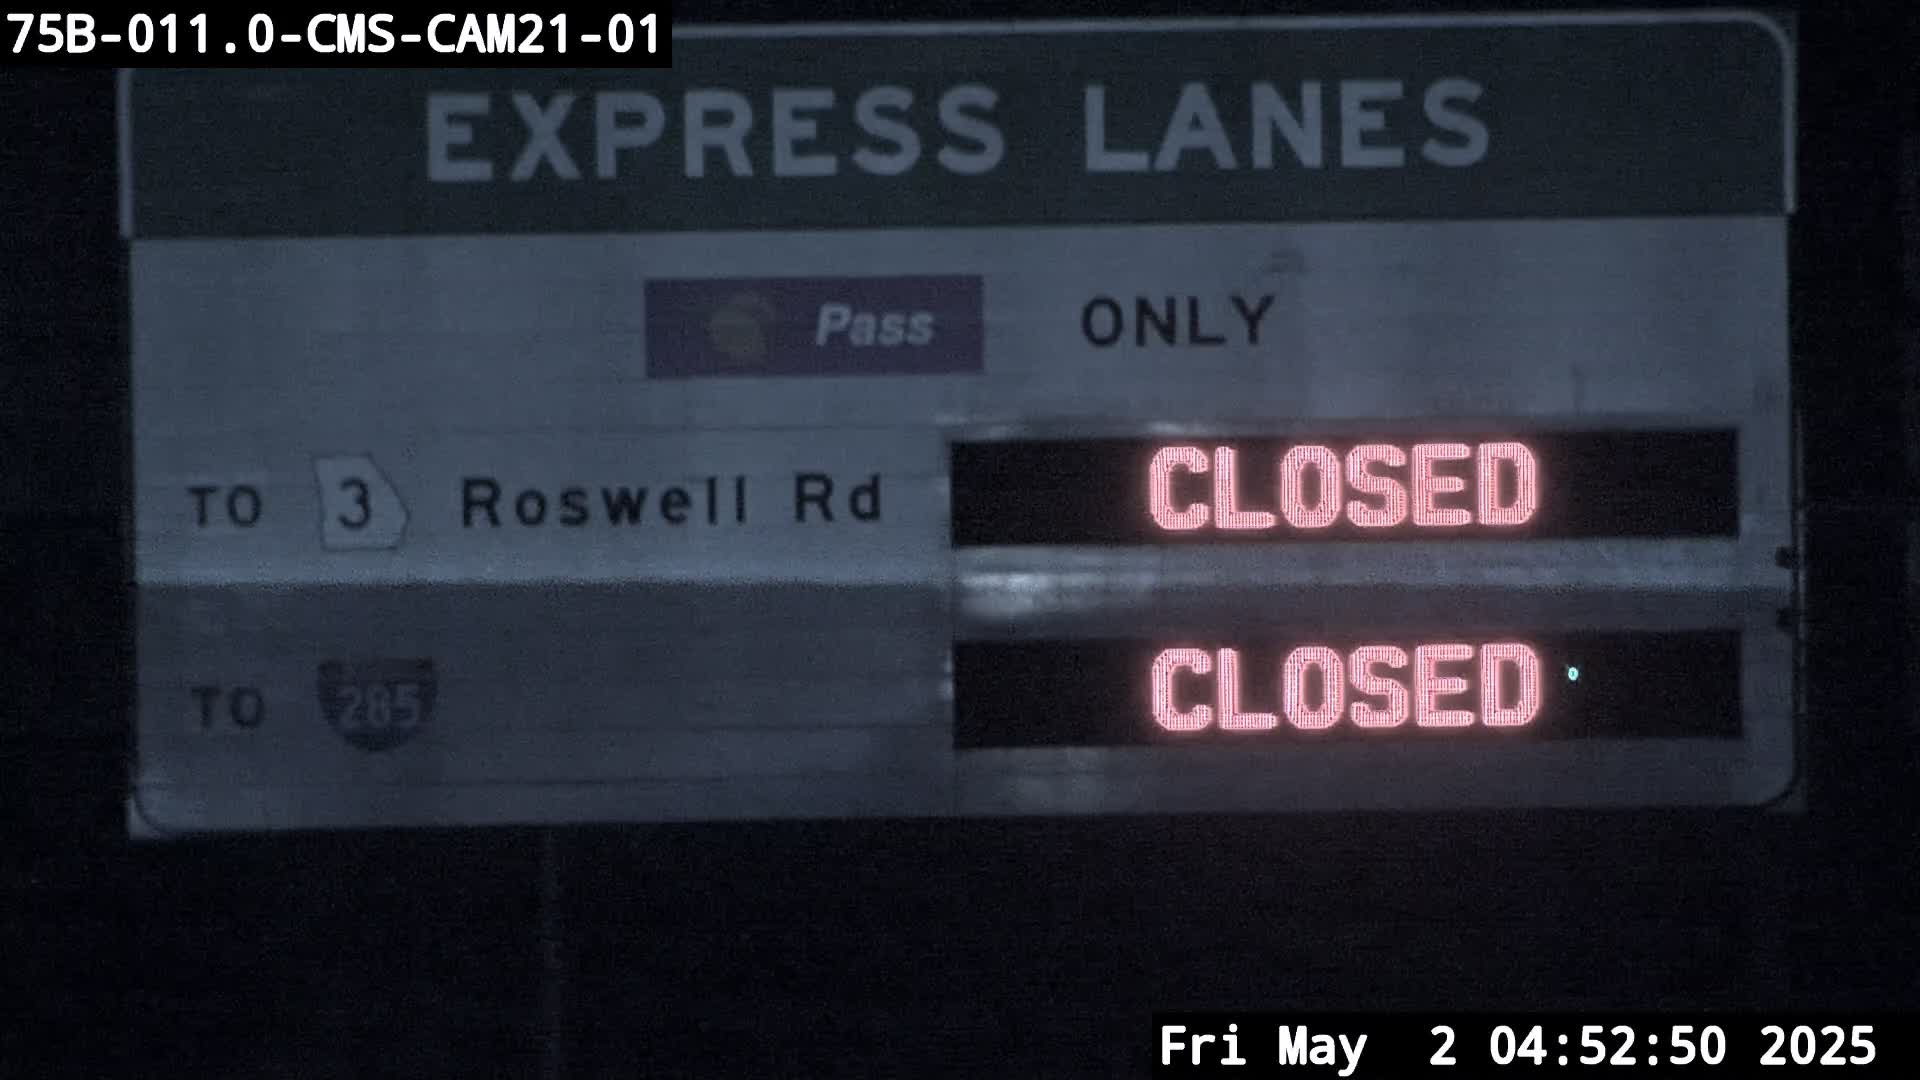 75B-011.0-CMS-CAM21-01
EXPRESS LANES
Pass ONLY
TO 3 Roswell Rd CLOSED
TO 285 CLOSED
Fri May 2 04:52:50 2025